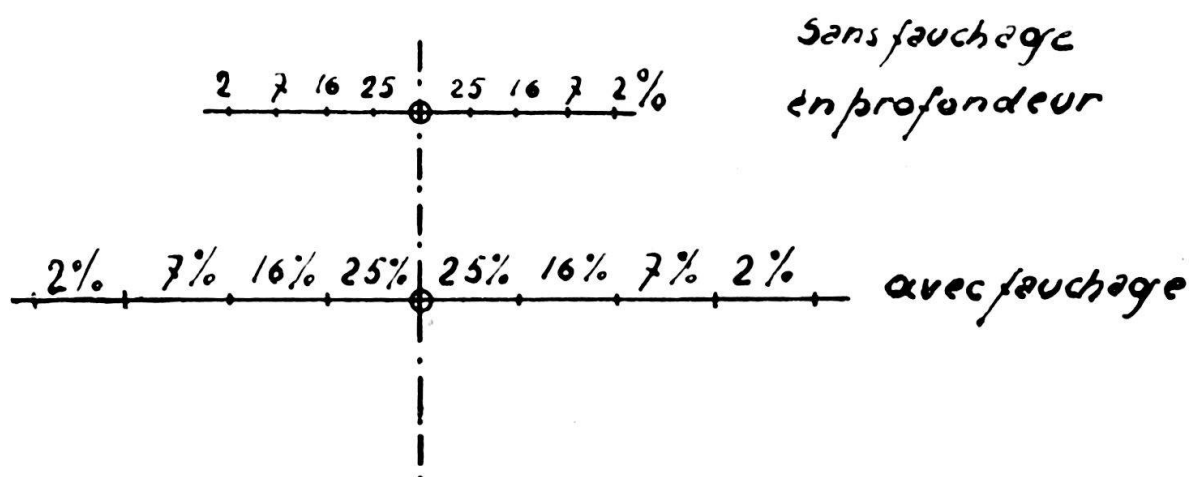 sans fauchage
2 7 16 25 25 16 7 2%
en profondeur
2% 7% 16% 25% 25% 16% 7% 2%
avec fauchage